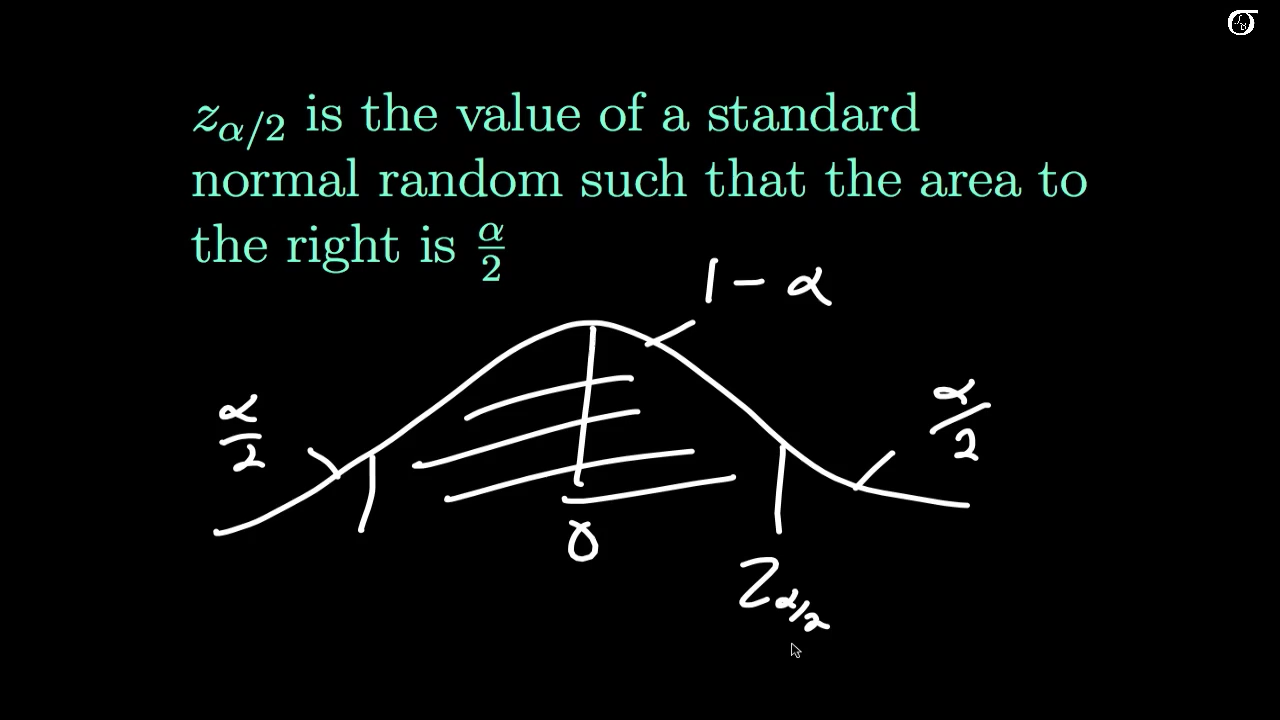 z_{α/2} is the value of a standard
normal random such that the area to
the right is α/2
1 - α
α/2
α/2
0
Z_{α/2}